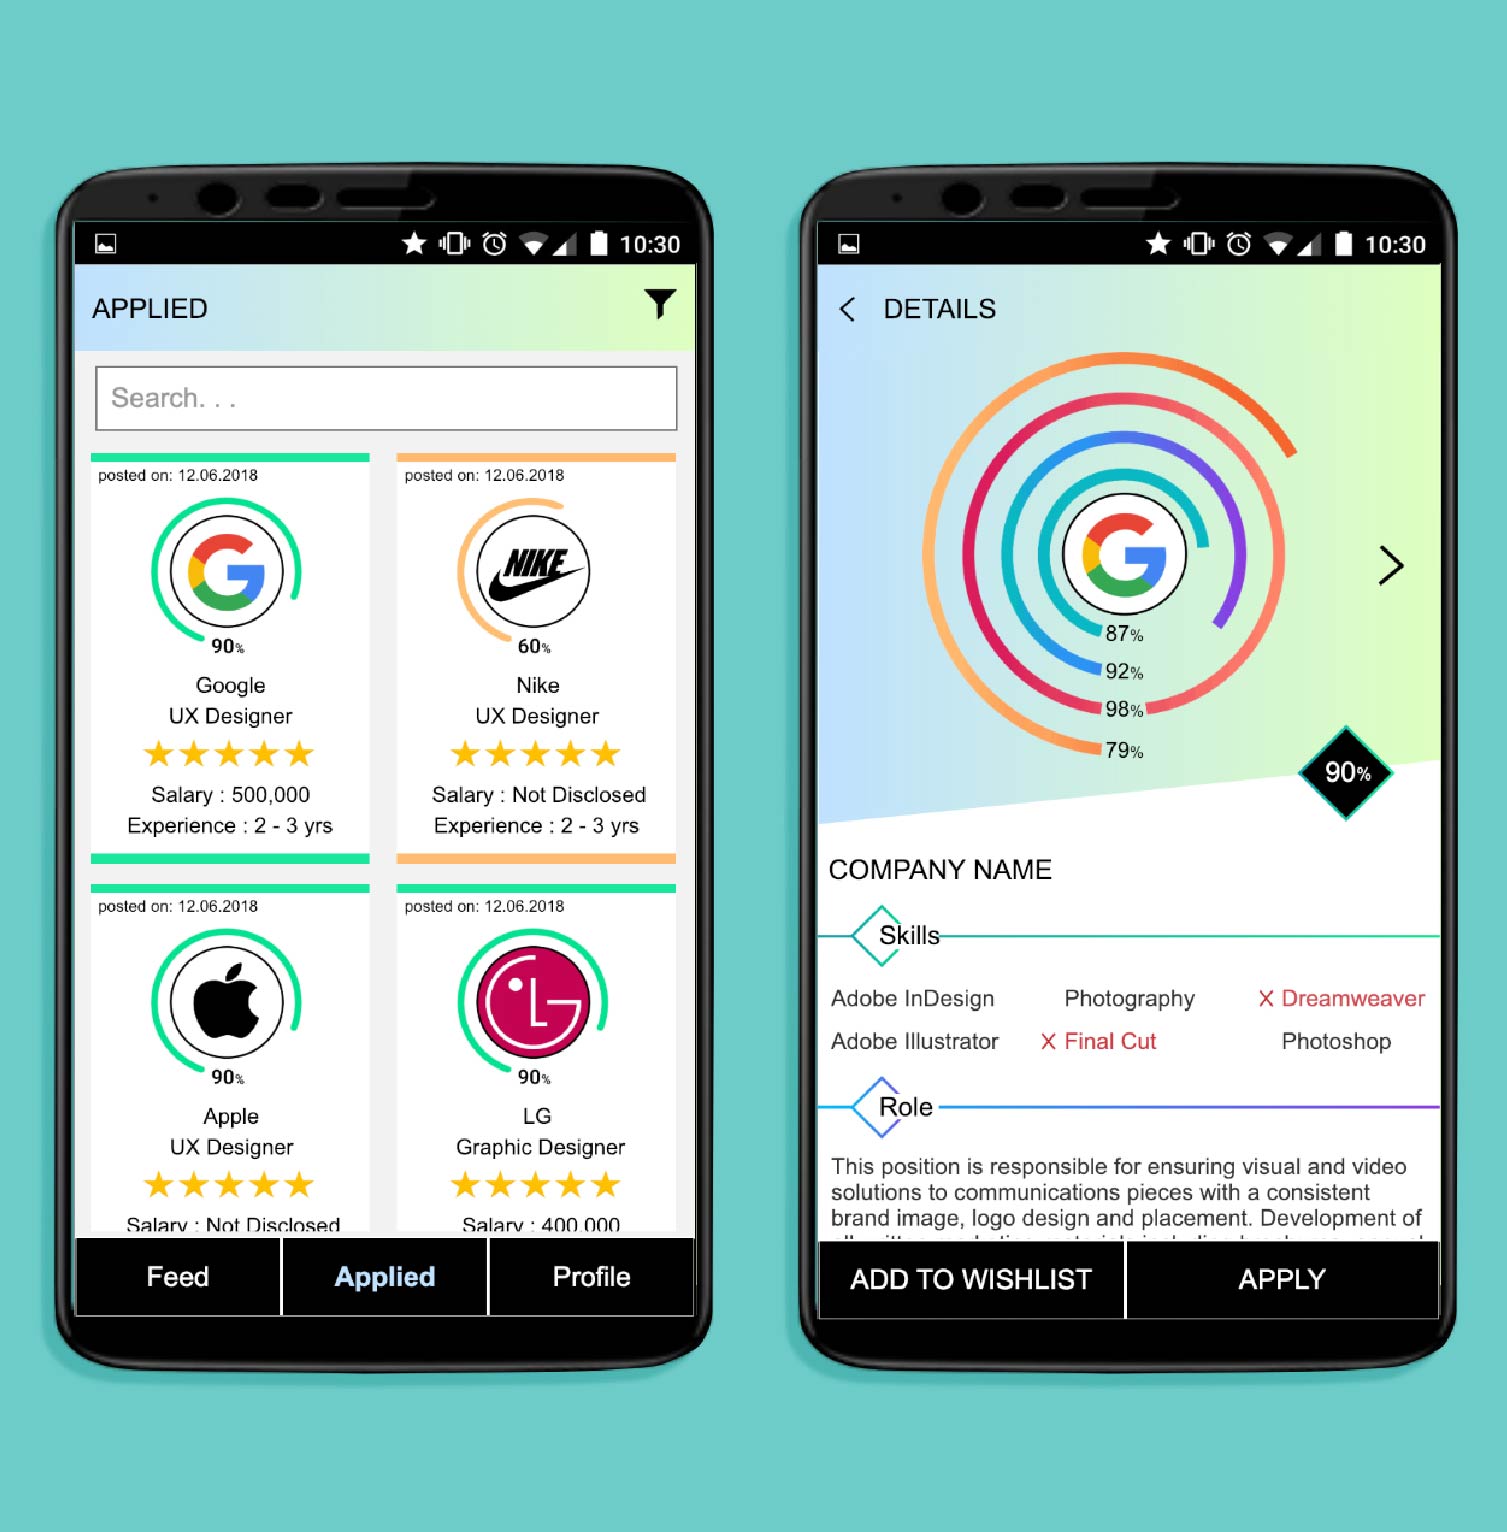 10:30
APPLIED
Search. . .
posted on: 12.06.2018
90%
Google
UX Designer
Salary : 500,000
Experience : 2 - 3 yrs
posted on: 12.06.2018
NIKE
60%
Nike
UX Designer
Salary : Not Disclosed
Experience : 2 - 3 yrs
posted on: 12.06.2018
90%
Apple
UX Designer
Salary : Not Disclosed
posted on: 12.06.2018
LG
90%
LG
Graphic Designer
Salary : 400,000
Feed
Applied
Profile
10:30
DETAILS
G
87%
92%
98%
79%
90%
COMPANY NAME
Skills
Adobe InDesign Photography X Dreamweaver
Adobe Illustrator X Final Cut Photoshop
Role
This position is responsible for ensuring visual and video
solutions to communications pieces with a consistent
brand image, logo design and placement. Development of
ADD TO WISHLIST
APPLY